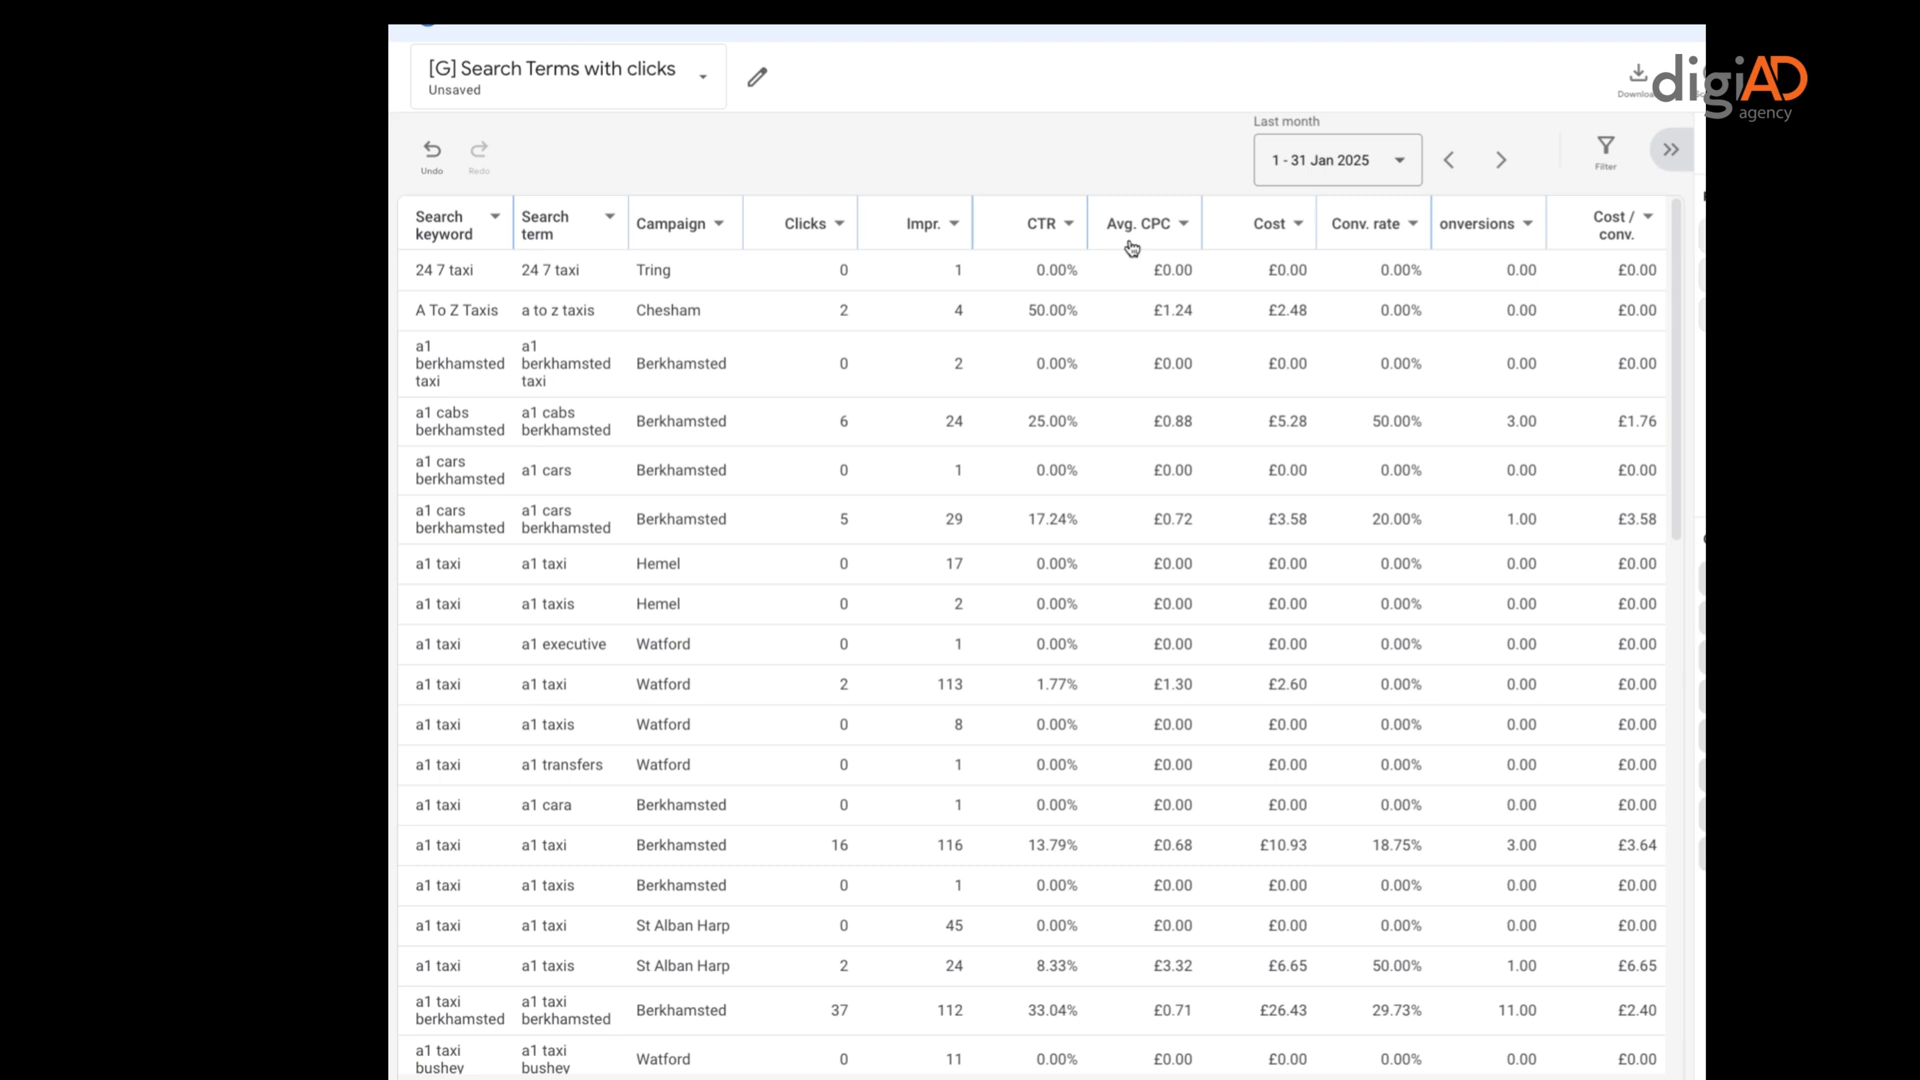 [G] Search Terms with clicks
Unsaved
digiAD
agency
Undo
Redo
Last month
1 - 31 Jan 2025
Filter
Search keyword Search term Campaign Clicks Impr. CTR Avg. CPC Cost Conv. rate onversions Cost / conv.
24 7 taxi 24 7 taxi Tring 0 1 0.00% £0.00 £0.00 0.00% 0.00 £0.00
A To Z Taxis a to z taxis Chesham 2 4 50.00% £1.24 £2.48 0.00% 0.00 £0.00
a1 berkhamsted taxi a1 berkhamsted taxi Berkhamsted 0 2 0.00% £0.00 £0.00 0.00% 0.00 £0.00
a1 cabs berkhamsted a1 cabs berkhamsted Berkhamsted 6 24 25.00% £0.88 £5.28 50.00% 3.00 £1.76
a1 cars berkhamsted a1 cars Berkhamsted 0 1 0.00% £0.00 £0.00 0.00% 0.00 £0.00
a1 cars berkhamsted a1 cars berkhamsted Berkhamsted 5 29 17.24% £0.72 £3.58 20.00% 1.00 £3.58
a1 taxi a1 taxi Hemel 0 17 0.00% £0.00 £0.00 0.00% 0.00 £0.00
a1 taxi a1 taxis Hemel 0 2 0.00% £0.00 £0.00 0.00% 0.00 £0.00
a1 taxi a1 executive Watford 0 1 0.00% £0.00 £0.00 0.00% 0.00 £0.00
a1 taxi a1 taxi Watford 2 113 1.77% £1.30 £2.60 0.00% 0.00 £0.00
a1 taxi a1 taxis Watford 0 8 0.00% £0.00 £0.00 0.00% 0.00 £0.00
a1 taxi a1 transfers Watford 0 1 0.00% £0.00 £0.00 0.00% 0.00 £0.00
a1 taxi a1 cara Berkhamsted 0 1 0.00% £0.00 £0.00 0.00% 0.00 £0.00
a1 taxi a1 taxi Berkhamsted 16 116 13.79% £0.68 £10.93 18.75% 3.00 £3.64
a1 taxi a1 taxis Berkhamsted 0 1 0.00% £0.00 £0.00 0.00% 0.00 £0.00
a1 taxi a1 taxi St Alban Harp 0 45 0.00% £0.00 £0.00 0.00% 0.00 £0.00
a1 taxi a1 taxis St Alban Harp 2 24 8.33% £3.32 £6.65 50.00% 1.00 £6.65
a1 taxi berkhamsted a1 taxi berkhamsted Berkhamsted 37 112 33.04% £0.71 £26.43 29.73% 11.00 £2.40
a1 taxi bushey a1 taxi bushey Watford 0 11 0.00% £0.00 £0.00 0.00% 0.00 £0.00